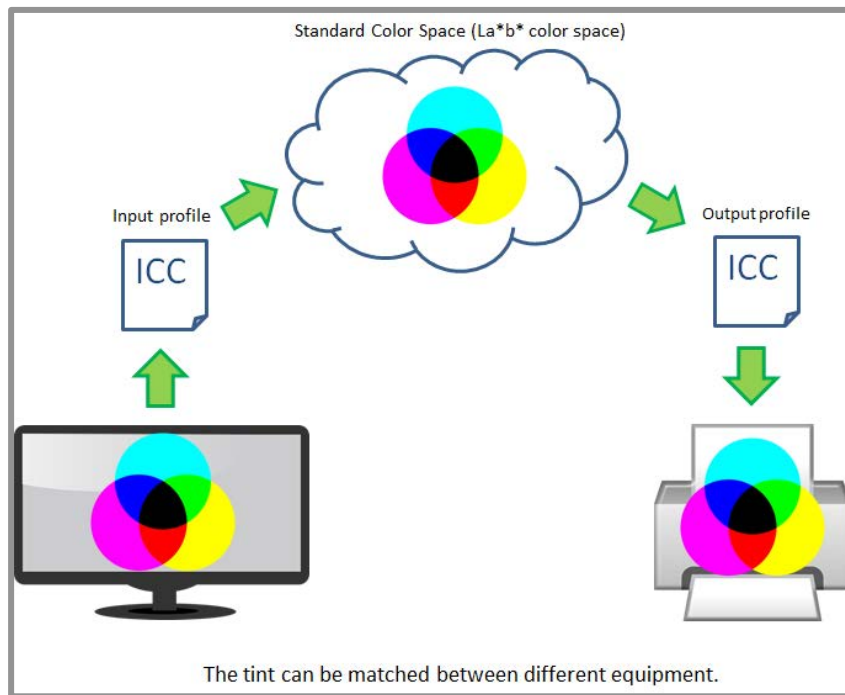 Standard Color Space (La*b* color space)
Input profile
ICC
Output profile
ICC
The tint can be matched between different equipment.